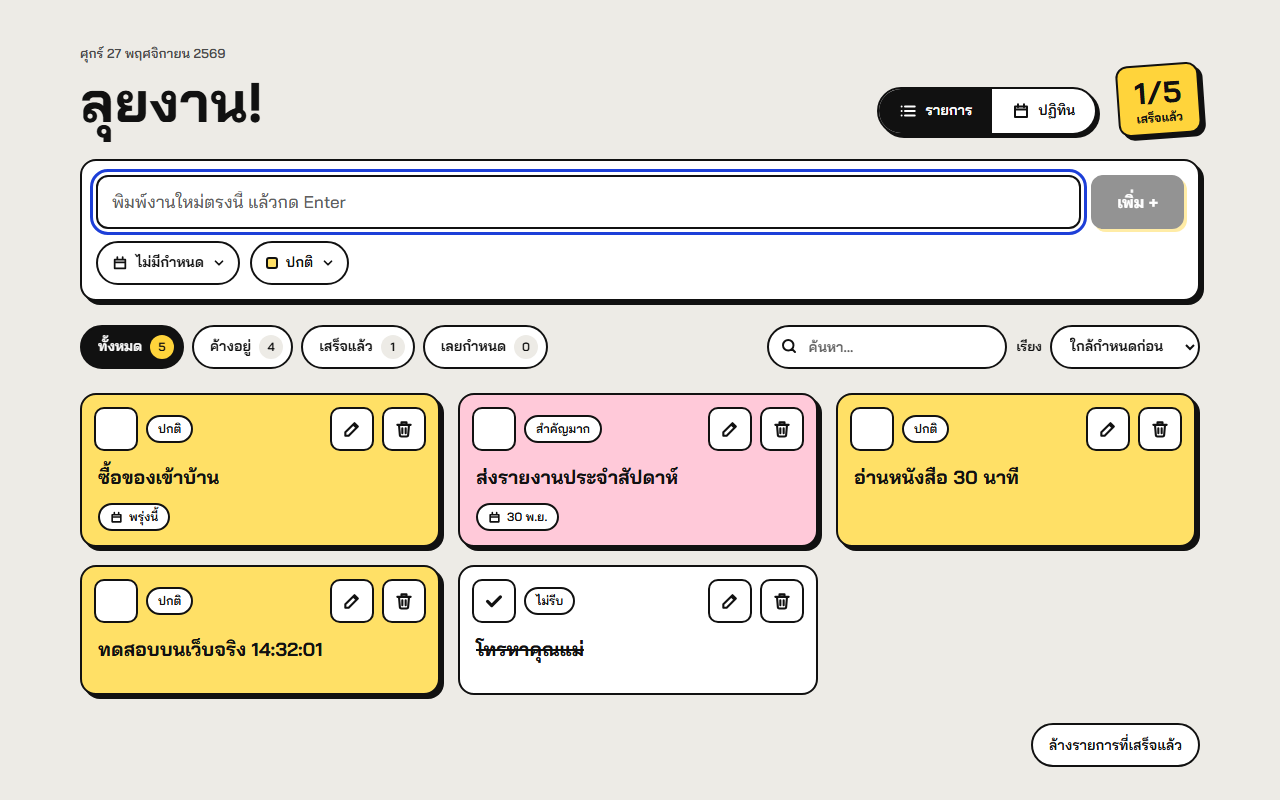 ศุกร์ 27 พฤศจิกายน 2569
ลุยงาน!
รายการ
ปฏิทิน
1/5
เสร็จแล้ว
พิมพ์งานใหม่ตรงนี้ แล้วกด Enter
เพิ่ม +
ไม่มีกำหนด
ปกติ
ทั้งหมด 5
ค้างอยู่ 4
เสร็จแล้ว 1
เลยกำหนด 0
ค้นหา...
เรียง
ใกล้กำหนดก่อน
ปกติ
ซื้อของเข้าบ้าน
พรุ่งนี้
สำคัญมาก
ส่งรายงานประจำสัปดาห์
30 พ.ย.
ปกติ
อ่านหนังสือ 30 นาที
ปกติ
ทดสอบบนเว็บจริง 14:32:01
ไม่รีบ
โทรหาคุณแม่
ล้างรายการที่เสร็จแล้ว